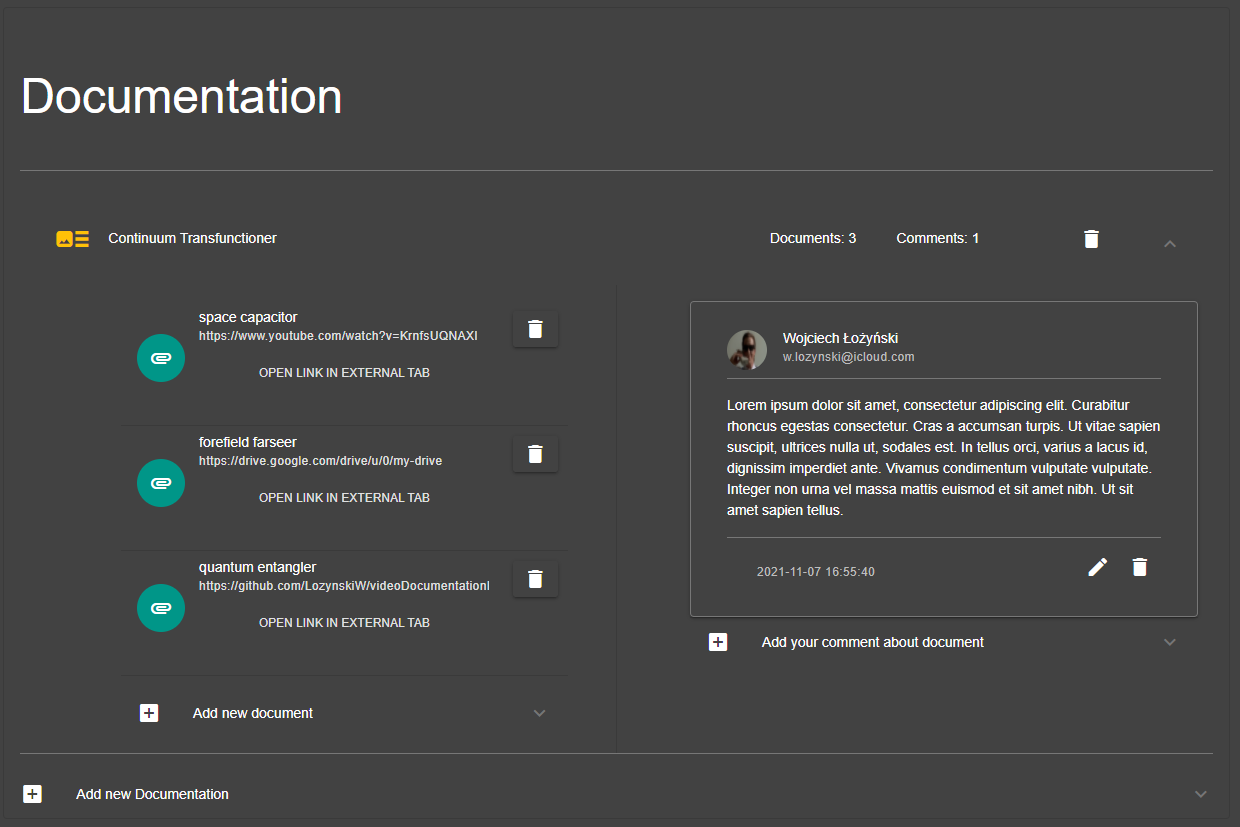 Documentation
Continuum Transfunctioner
Documents: 3
Comments: 1
space capacitor
https://www.youtube.com/watch?v=KrnfsUQNAXI
OPEN LINK IN EXTERNAL TAB
forefield farseer
https://drive.google.com/drive/u/0/my-drive
OPEN LINK IN EXTERNAL TAB
quantum entangler
https://github.com/LozynskiW/videoDocumentationI
OPEN LINK IN EXTERNAL TAB
Add new document
Wojciech Łożyński
w.lozynski@icloud.com
Lorem ipsum dolor sit amet, consectetur adipiscing elit. Curabitur
rhoncus egestas consectetur. Cras a accumsan turpis. Ut vitae sapien
suscipit, ultrices nulla ut, sodales est. In tellus orci, varius a lacus id,
dignissim imperdiet ante. Vivamus condimentum vulputate vulputate.
Integer non urna vel massa mattis euismod et sit amet nibh. Ut sit
amet sapien tellus.
2021-11-07 16:55:40
Add your comment about document
Add new Documentation